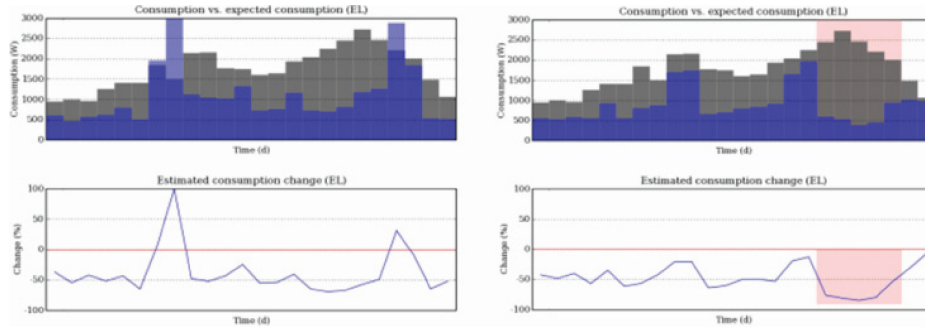 Consumption vs. expected consumption (EL)
3000
2500
2000
1500
1000
500
0
Consumption (W)
Time (d)
Consumption vs. expected consumption (EL)
3000
2500
2000
1500
1000
500
0
Consumption (W)
Time (d)
Estimated consumption change (EL)
100
50
0
-50
-100
Change (%)
Time (d)
Estimated consumption change (EL)
100
50
0
-50
-100
Change (%)
Time (d)